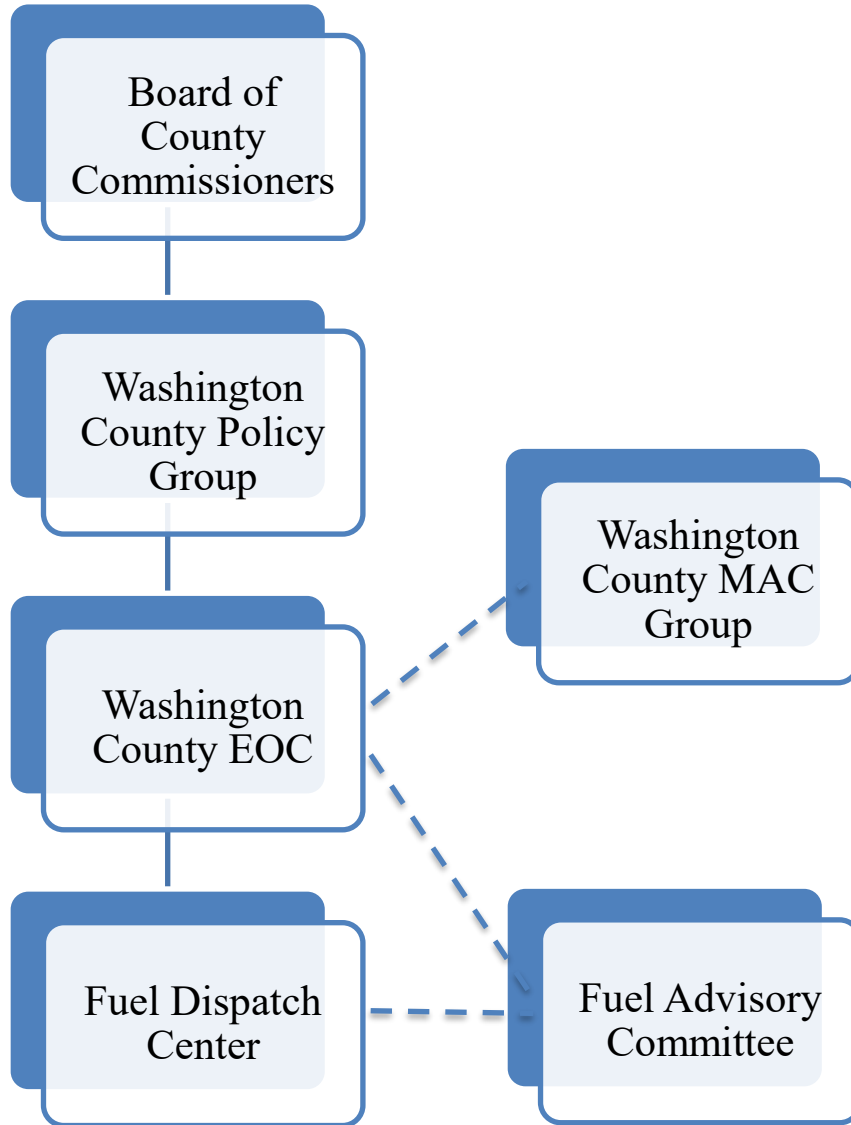 Board of
County
Commissioners
Washington
County Policy
Group
Washington
County MAC
Group
Washington
County EOC
Fuel Dispatch
Center
Fuel Advisory
Committee